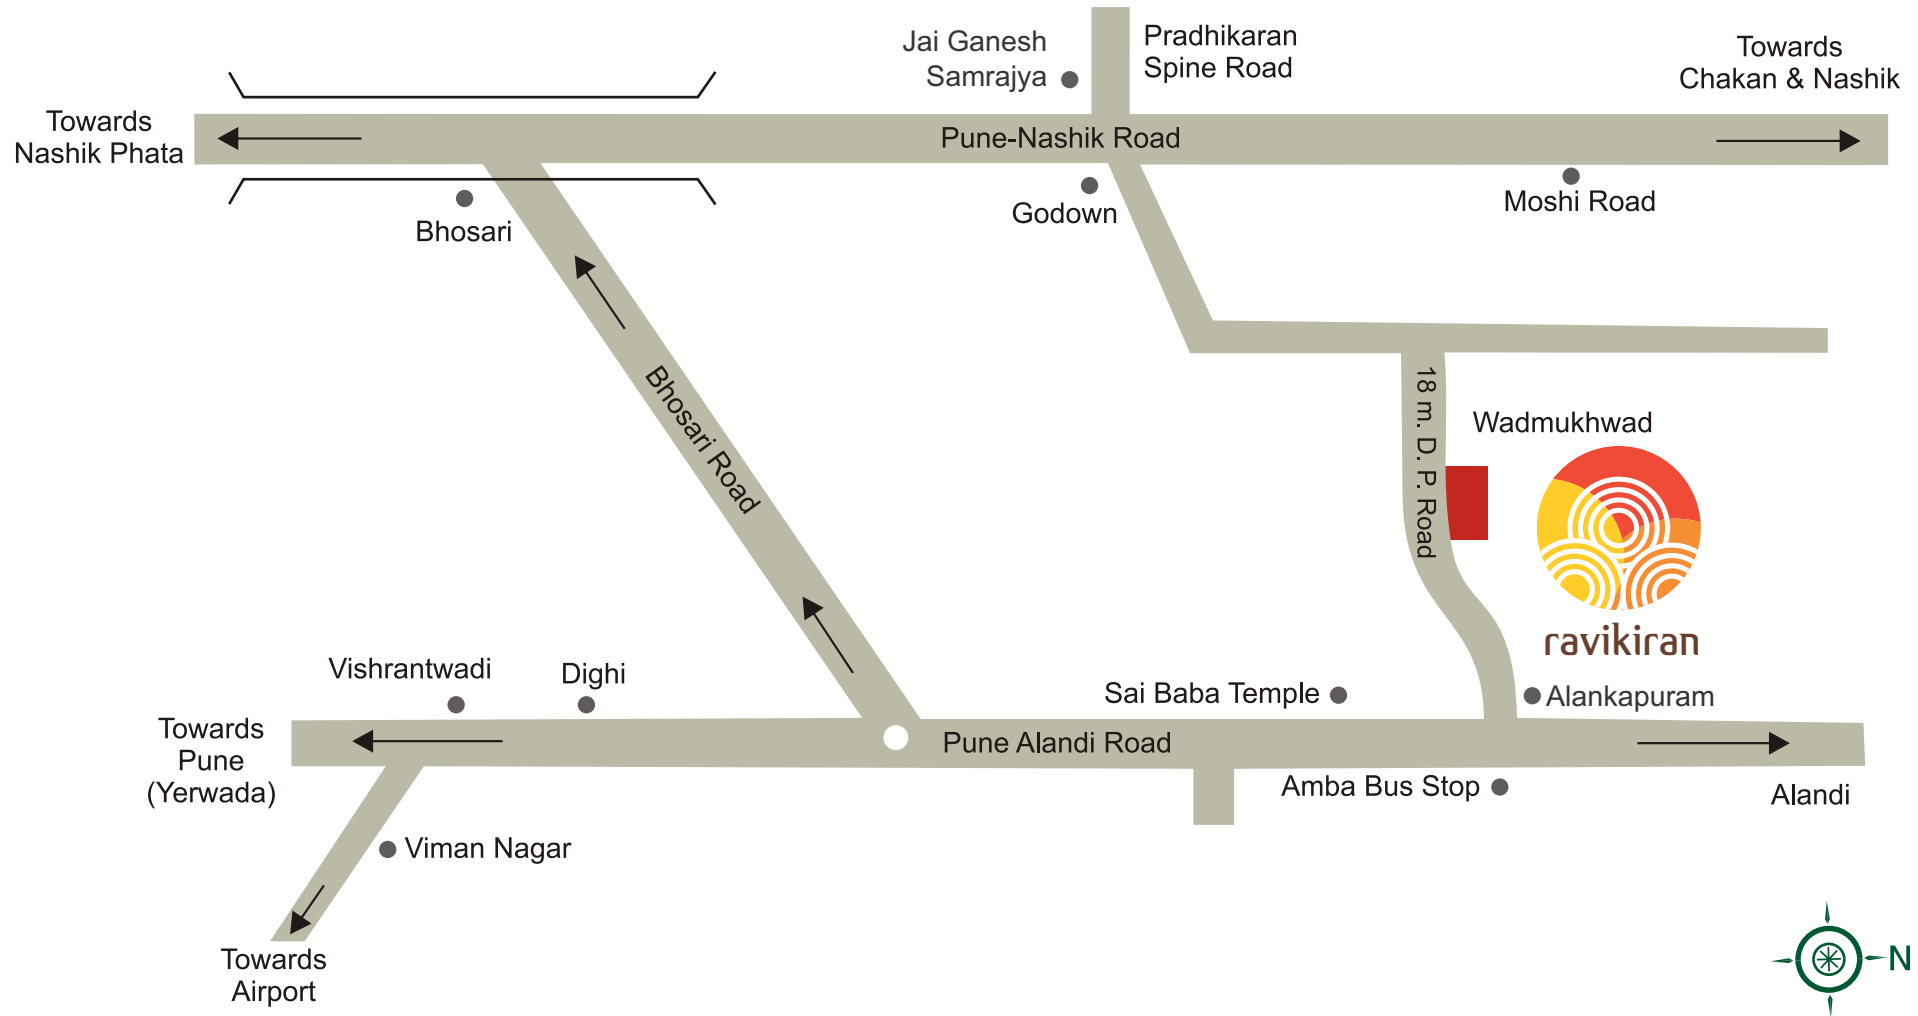 Jai Ganesh
Samrajya
Pradhikaran
Spine Road
Towards
Chakan & Nashik
Towards
Nashik Phata
Pune-Nashik Road
Bhosari
Godown
Moshi Road
Bhosari Road
18 m. D. P. Road
Wadmukhwad
ravikiran
Vishrantwadi
Dighi
Sai Baba Temple
Alankapuram
Towards
Pune
(Yerwada)
Pune Alandi Road
Amba Bus Stop
Alandi
Viman Nagar
Towards
Airport
N